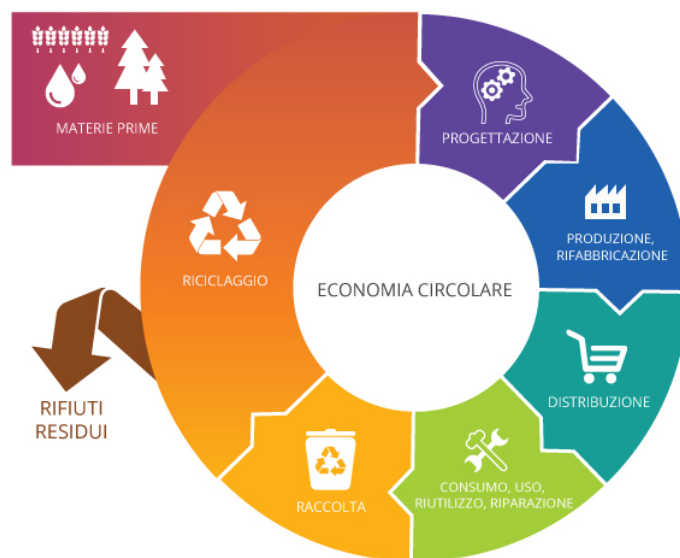 MATERIE PRIME
PROGETTAZIONE
PRODUZIONE,
RIFABBRICAZIONE
RICICLAGGIO
ECONOMIA CIRCOLARE
DISTRIBUZIONE
RIFIUTI
RESIDUI
CONSUMO, USO,
RIUTILIZZO, RIPARAZIONE
RACCOLTA